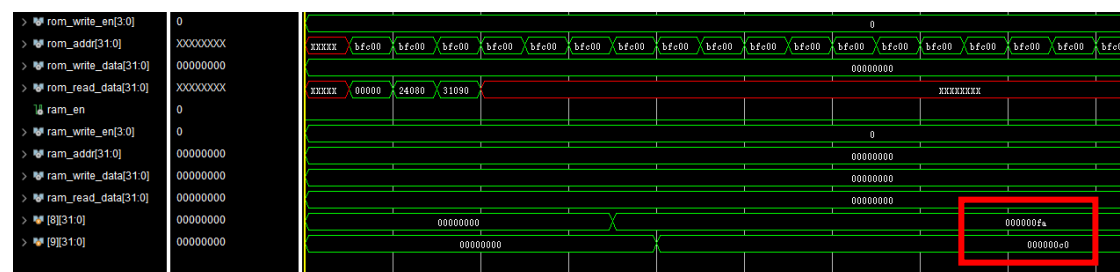 rom_write_en[3:0] 0 0
rom_addr[31:0] XXXXXXXX XXXXX bfc00 bfc00 bfc00 bfc00 bfc00 bfc00 bfc00 bfc00 bfc00 bfc00 bfc00 bfc00 bfc00 bfc00 bfc00 bfc00 bfc00 bfc0
rom_write_data[31:0] 00000000 00000000
rom_read_data[31:0] XXXXXXXX XXXXX 00000 24080 31090 XXXXXXXX
ram_en 0
ram_write_en[3:0] 0 0
ram_addr[31:0] 00000000 00000000
ram_write_data[31:0] 00000000 00000000
ram_read_data[31:0] 00000000 00000000
[8][31:0] 00000000 00000000 000000fa
[9][31:0] 00000000 00000000 000000c0